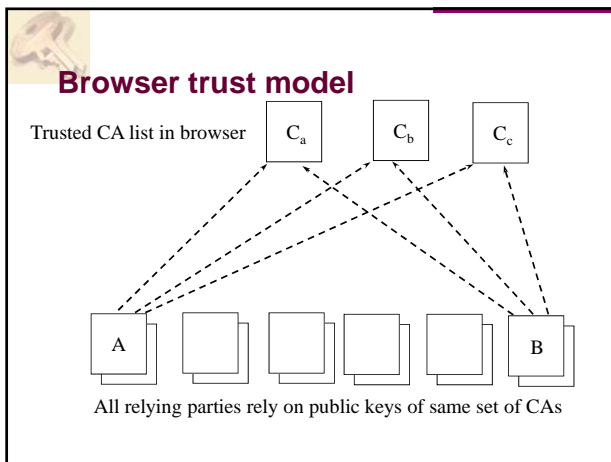 Browser trust model
Trusted CA list in browser
Ca
Cb
Cc
A
B
All relying parties rely on public keys of same set of CAs